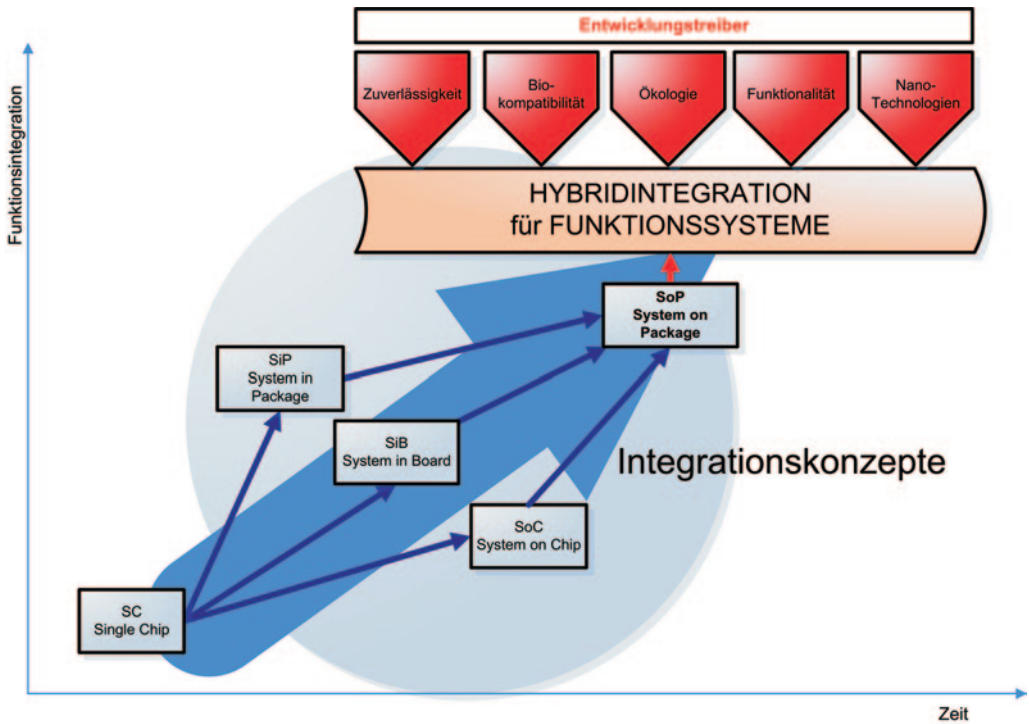 Entwicklungstreiber
Zuverlässigkeit
Bio-
kompatibilität
Ökologie
Funktionalität
Nano-
Technologien
HYBRIDINTEGRATION
für FUNKTIONSSYSTEME
Funktionsintegration
SoP
System on
Package
SiP
System in
Package
SiB
System in Board
Integrationskonzepte
SoC
System on Chip
SC
Single Chip
Zeit